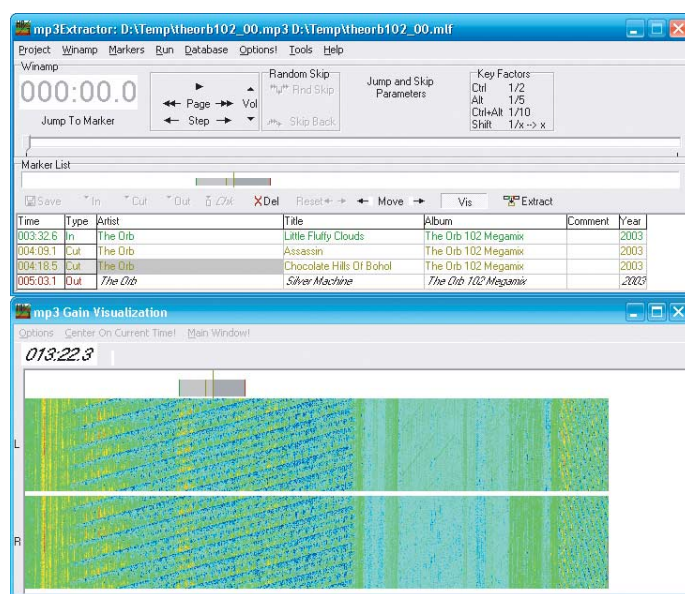 mp3Extractor: D:\Temp\theorb102_00.mp3 D:\Temp\theorb102_00.mlf
Project Winamp Markers Run Database Options! Tools Help
Winamp
000:00.0
Jump To Marker
Page Vol
Step
Random Skip
Rnd Skip
Skip Back
Jump and Skip
Parameters
Key Factors
Ctrl 1/2
Alt 1/5
Ctrl+Alt 1/10
Shift 1/x --> x
Marker List
Save In Cut Out Del Reset Move Vis Extract
Time Type Artist Title Album Comment Year
003:32.6 In The Orb Little Fluffy Clouds The Orb 102 Megamix 2003
004:09.1 Cut The Orb Assassin The Orb 102 Megamix 2003
004:18.5 Cut The Orb Chocolate Hills Of Bohol The Orb 102 Megamix 2003
005:03.1 Out The Orb Silver Machine The Orb 102 Megamix 2003
mp3 Gain Visualization
Options Center On Current Time! Main Window!
013:22.3
L
R